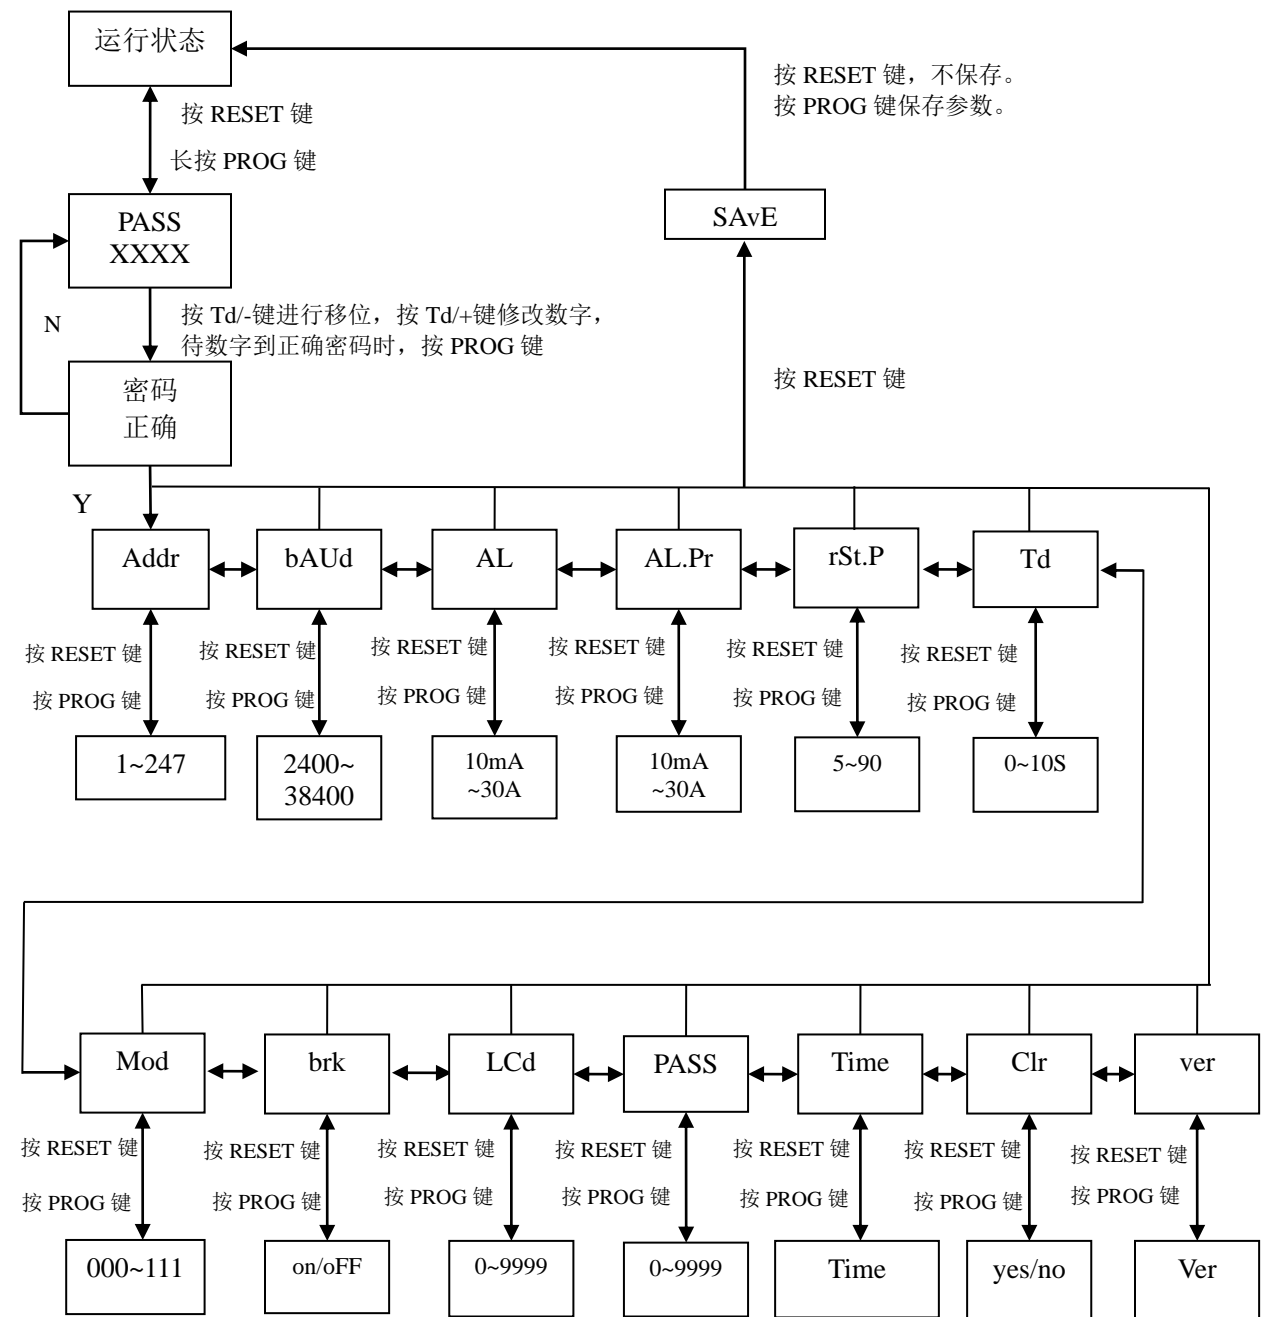 运行状态
按 RESET 键，不保存。
按 PROG 键保存参数。
按 RESET 键
长按 PROG 键
PASS
XXXX
SAvE
N
按 Td/-键进行移位，按 Td/+键修改数字，
待数字到正确密码时，按 PROG 键
按 RESET 键
密码
正确
Y
Addr
bAUd
AL
AL.Pr
rSt.P
Td
按 RESET 键
按 RESET 键
按 RESET 键
按 RESET 键
按 RESET 键
按 RESET 键
按 PROG 键
按 PROG 键
按 PROG 键
按 PROG 键
按 PROG 键
按 PROG 键
1~247
2400~
38400
10mA
~30A
10mA
~30A
5~90
0~10S
Mod
brk
LCd
PASS
Time
Clr
ver
按 RESET 键
按 RESET 键
按 RESET 键
按 RESET 键
按 RESET 键
按 RESET 键
按 RESET 键
按 PROG 键
按 PROG 键
按 PROG 键
按 PROG 键
按 PROG 键
按 PROG 键
按 PROG 键
000~111
on/oFF
0~9999
0~9999
Time
yes/no
Ver